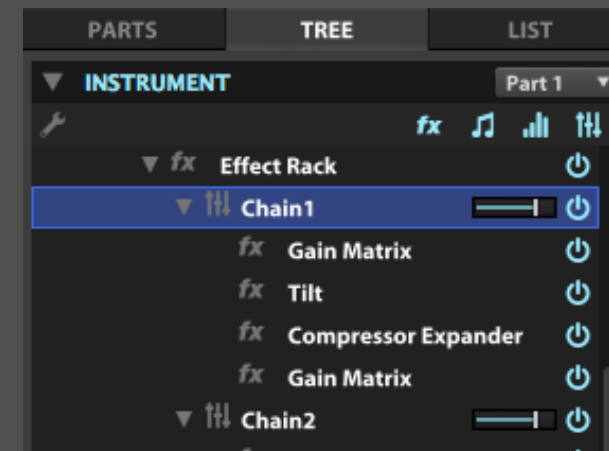 PARTS TREE LIST
INSTRUMENT Part 1
fx
fx Effect Rack
Chain1
fx Gain Matrix
fx Tilt
fx Compressor Expander
fx Gain Matrix
Chain2